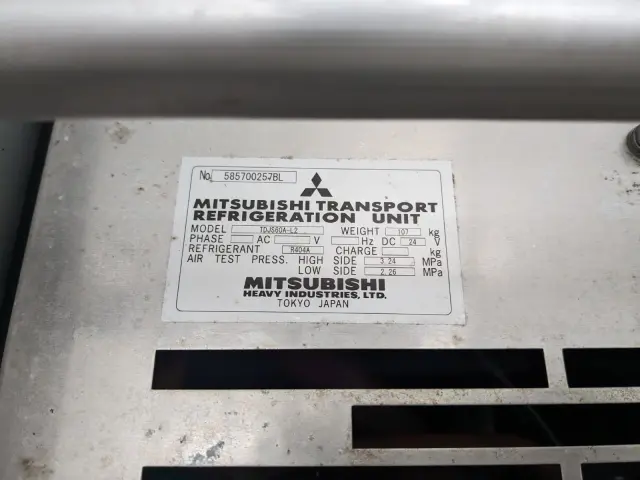 No. 585700257BL
MITSUBISHI TRANSPORT
REFRIGERATION UNIT
MODEL TDJS60A-L2 WEIGHT 107 kg
PHASE AC V Hz DC 24 V
REFRIGERANT R404A CHARGE kg
AIR TEST PRESS. HIGH SIDE 3.24 MPa
LOW SIDE 2.26 MPa
MITSUBISHI
HEAVY INDUSTRIES, LTD.
TOKYO JAPAN